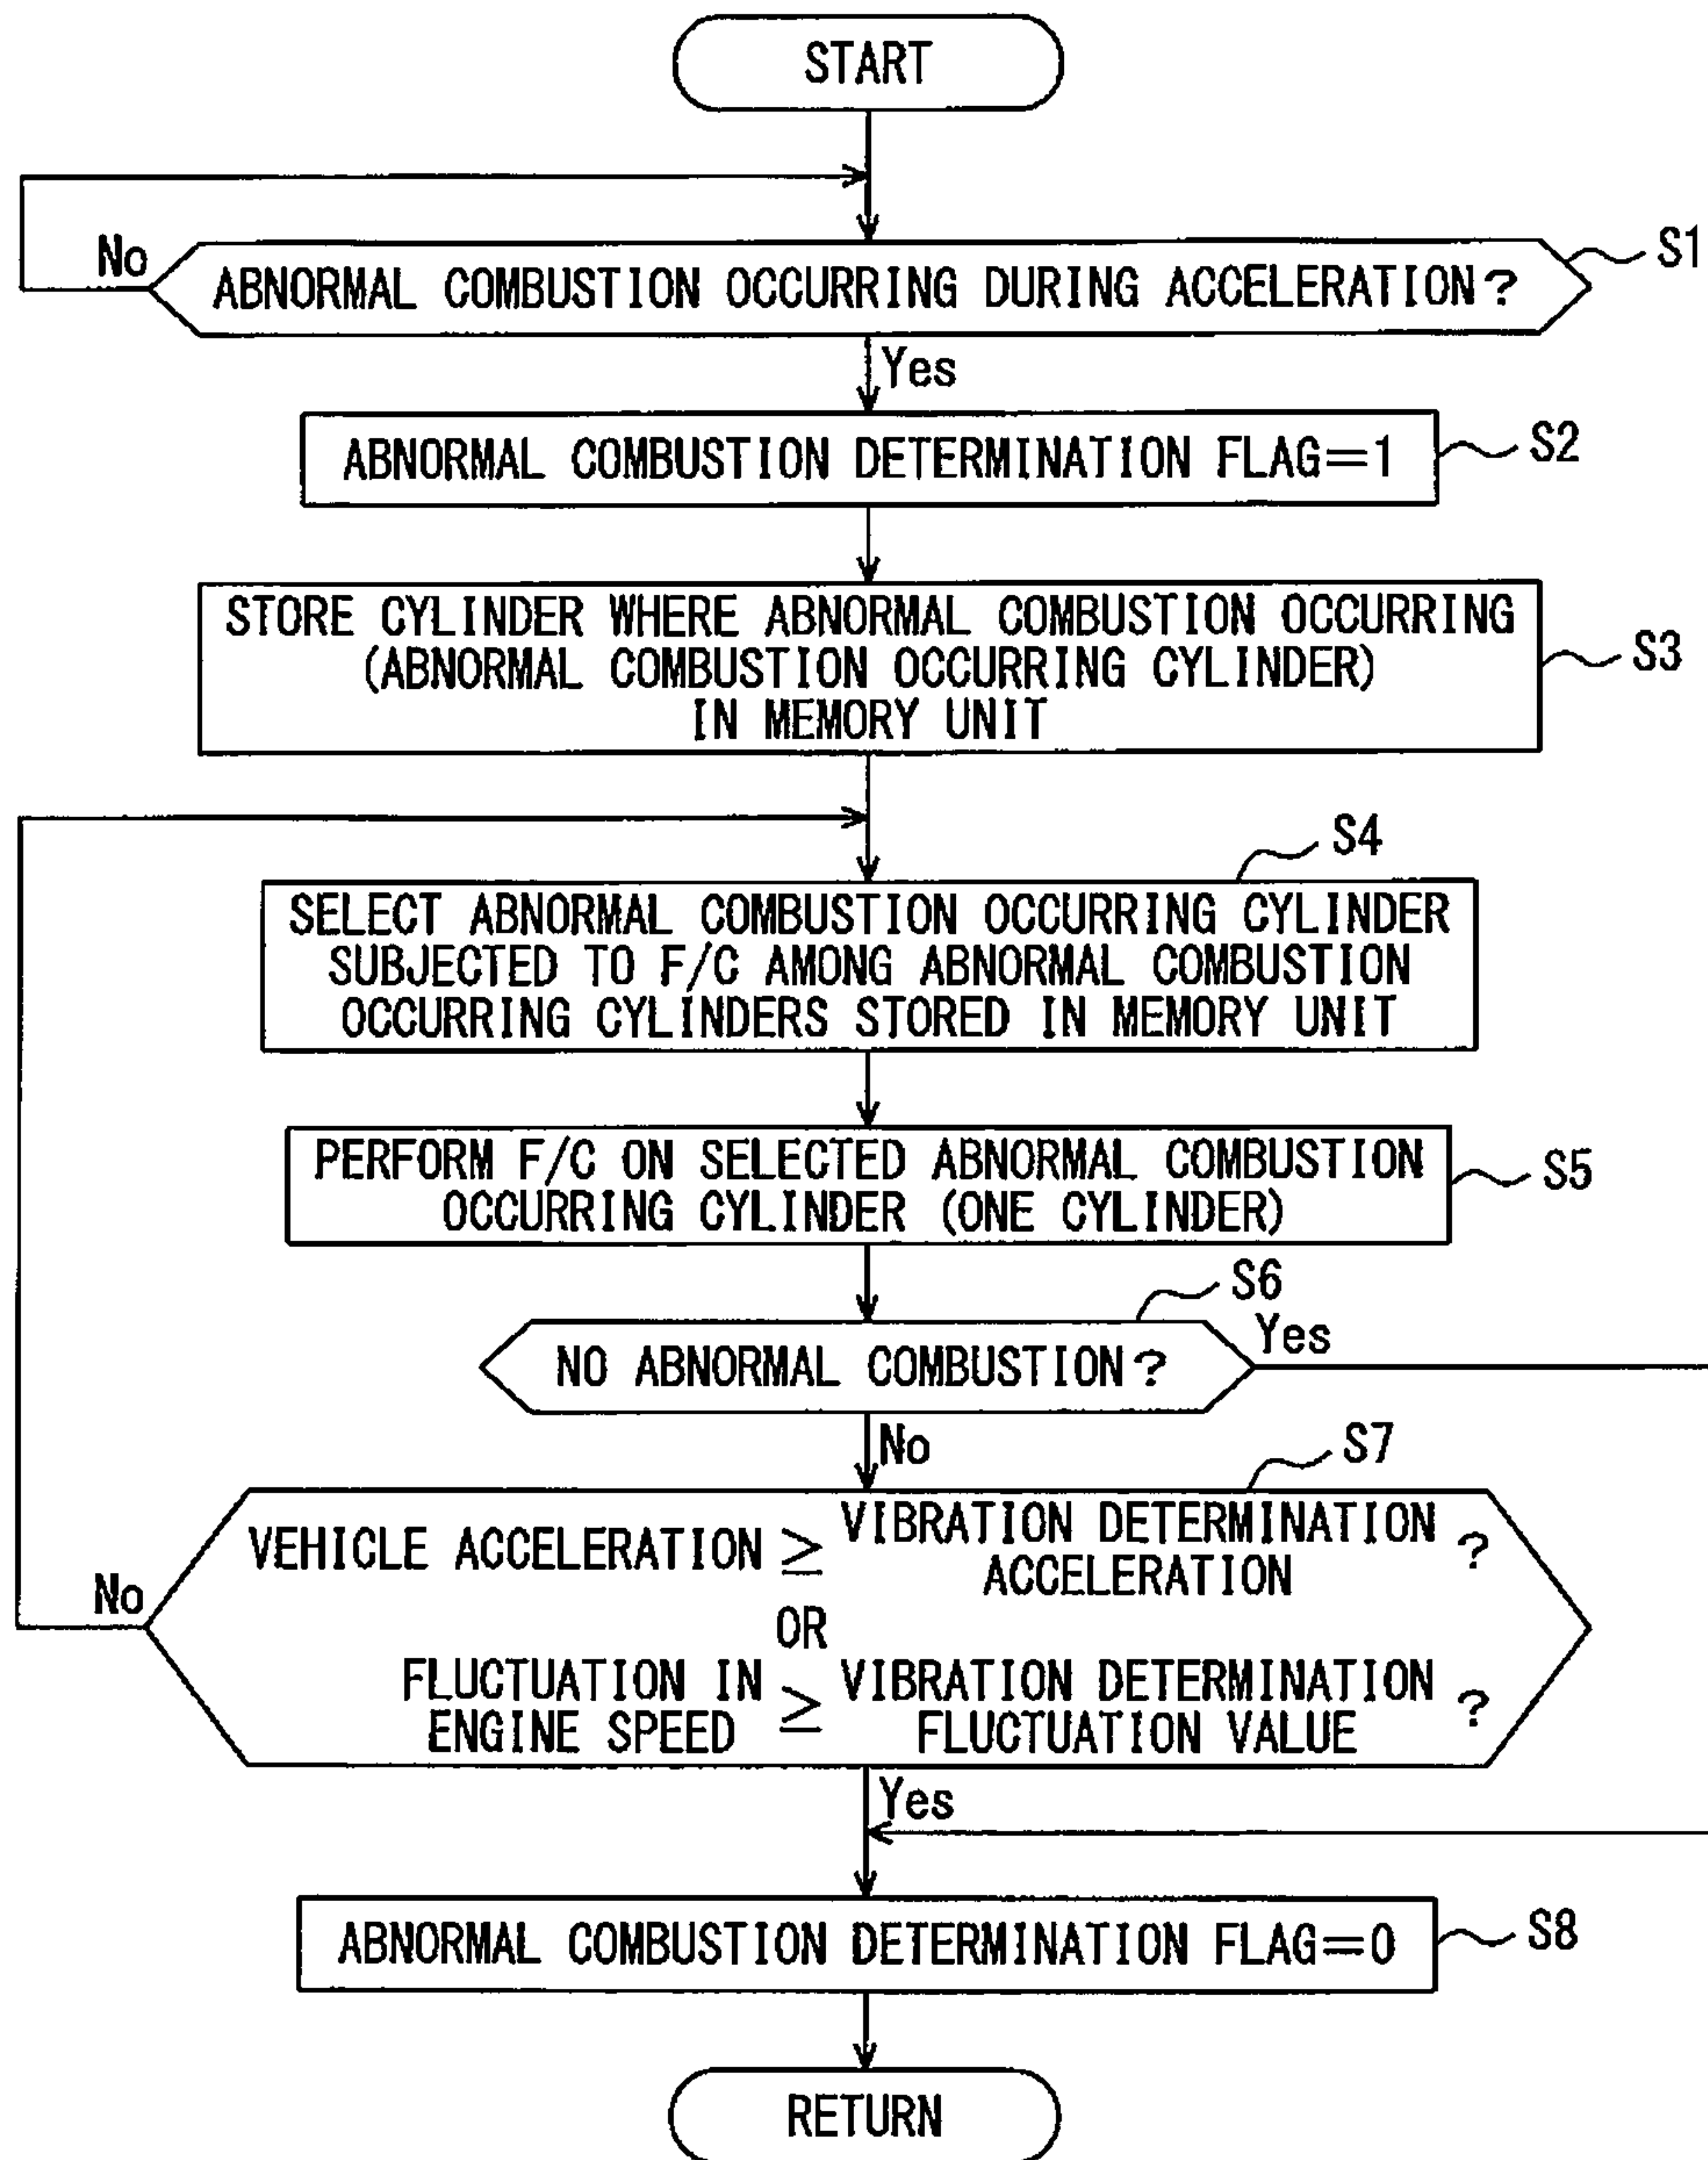 START
No
ABNORMAL COMBUSTION OCCURRING DURING ACCELERATION?
S1
Yes
ABNORMAL COMBUSTION DETERMINATION FLAG=1
S2
STORE CYLINDER WHERE ABNORMAL COMBUSTION OCCURRING
(ABNORMAL COMBUSTION OCCURRING CYLINDER)
IN MEMORY UNIT
S3
S4
SELECT ABNORMAL COMBUSTION OCCURRING CYLINDER
SUBJECTED TO F/C AMONG ABNORMAL COMBUSTION
OCCURRING CYLINDERS STORED IN MEMORY UNIT
PERFORM F/C ON SELECTED ABNORMAL COMBUSTION
OCCURRING CYLINDER (ONE CYLINDER)
S5
S6
NO ABNORMAL COMBUSTION?
Yes
No
S7
VEHICLE ACCELERATION ≥ VIBRATION DETERMINATION
ACCELERATION ?
No
OR
FLUCTUATION IN
ENGINE SPEED
≥
VIBRATION DETERMINATION
FLUCTUATION VALUE
?
Yes
ABNORMAL COMBUSTION DETERMINATION FLAG=0
S8
RETURN